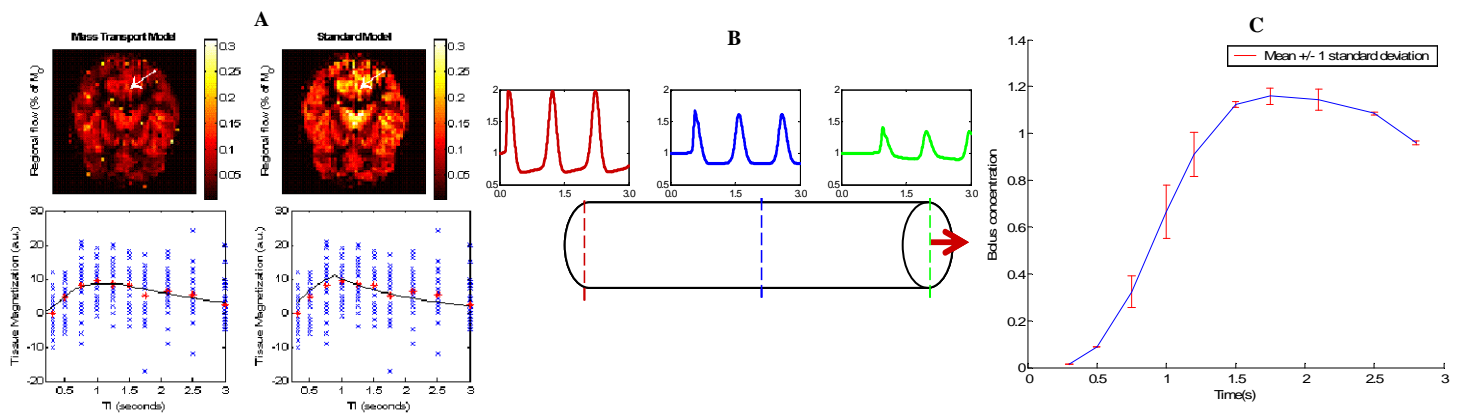 A
B
C
Mass Transport Model
Standard Model
Regional flow (% of M0)
0.3
0.25
0.2
0.15
0.1
0.05
Regional flow (% of M0)
0.3
0.25
0.2
0.15
0.1
0.05
Tissue Magnetization (a.u.)
30
20
10
0
-10
-20
0.5 1 1.5 2 2.5 3
TI (seconds)
Tissue Magnetization (a.u.)
30
20
10
0
-10
-20
0.5 1 1.5 2 2.5 3
TI (seconds)
2
1.5
1
0.5
0.0 1.5 3.0
2
1.5
1
0.5
0.0 1.5 3.0
2
1.5
1
0.5
0.0 1.5 3.0
Mean +/- 1 standard deviation
Bolus concentration
1.4
1.2
1
0.8
0.6
0.4
0.2
0
0 0.5 1 1.5 2 2.5 3
Time(s)